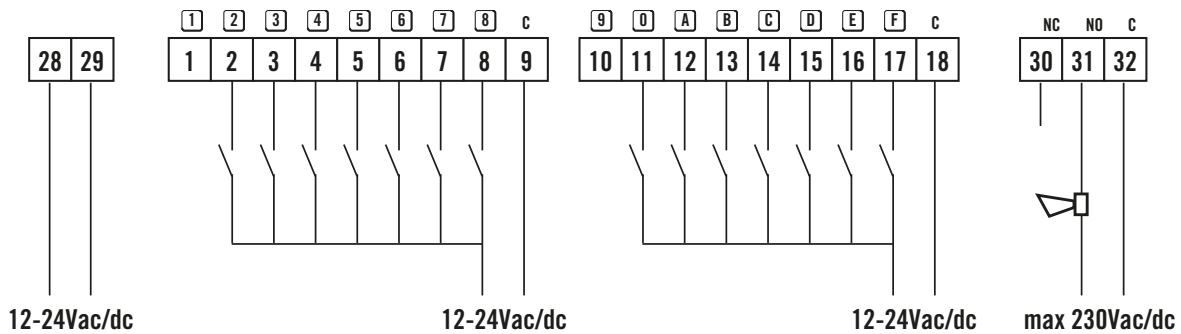 1 2 3 4 5 6 7 8 C 9 0 A B C D E F C NC NO C
28 29 1 2 3 4 5 6 7 8 9 10 11 12 13 14 15 16 17 18 30 31 32
12-24Vac/dc 12-24Vac/dc 12-24Vac/dc max 230Vac/dc